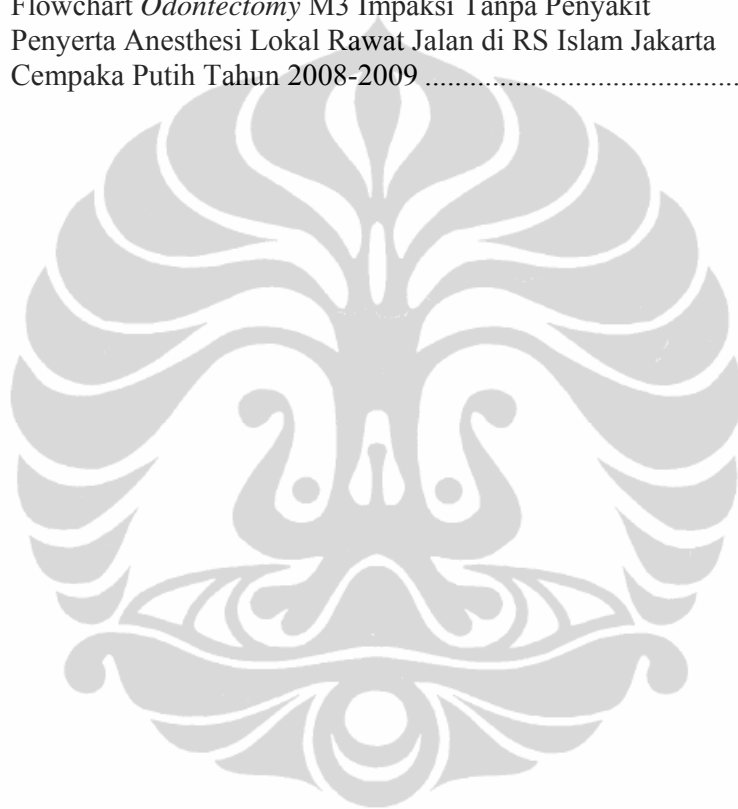 Flowchart Odontectomy M3 Impaksi Tanpa Penyakit
Penyerta Anesthesi Lokal Rawat Jalan di RS Islam Jakarta
Cempaka Putih Tahun 2008-2009 ..................................